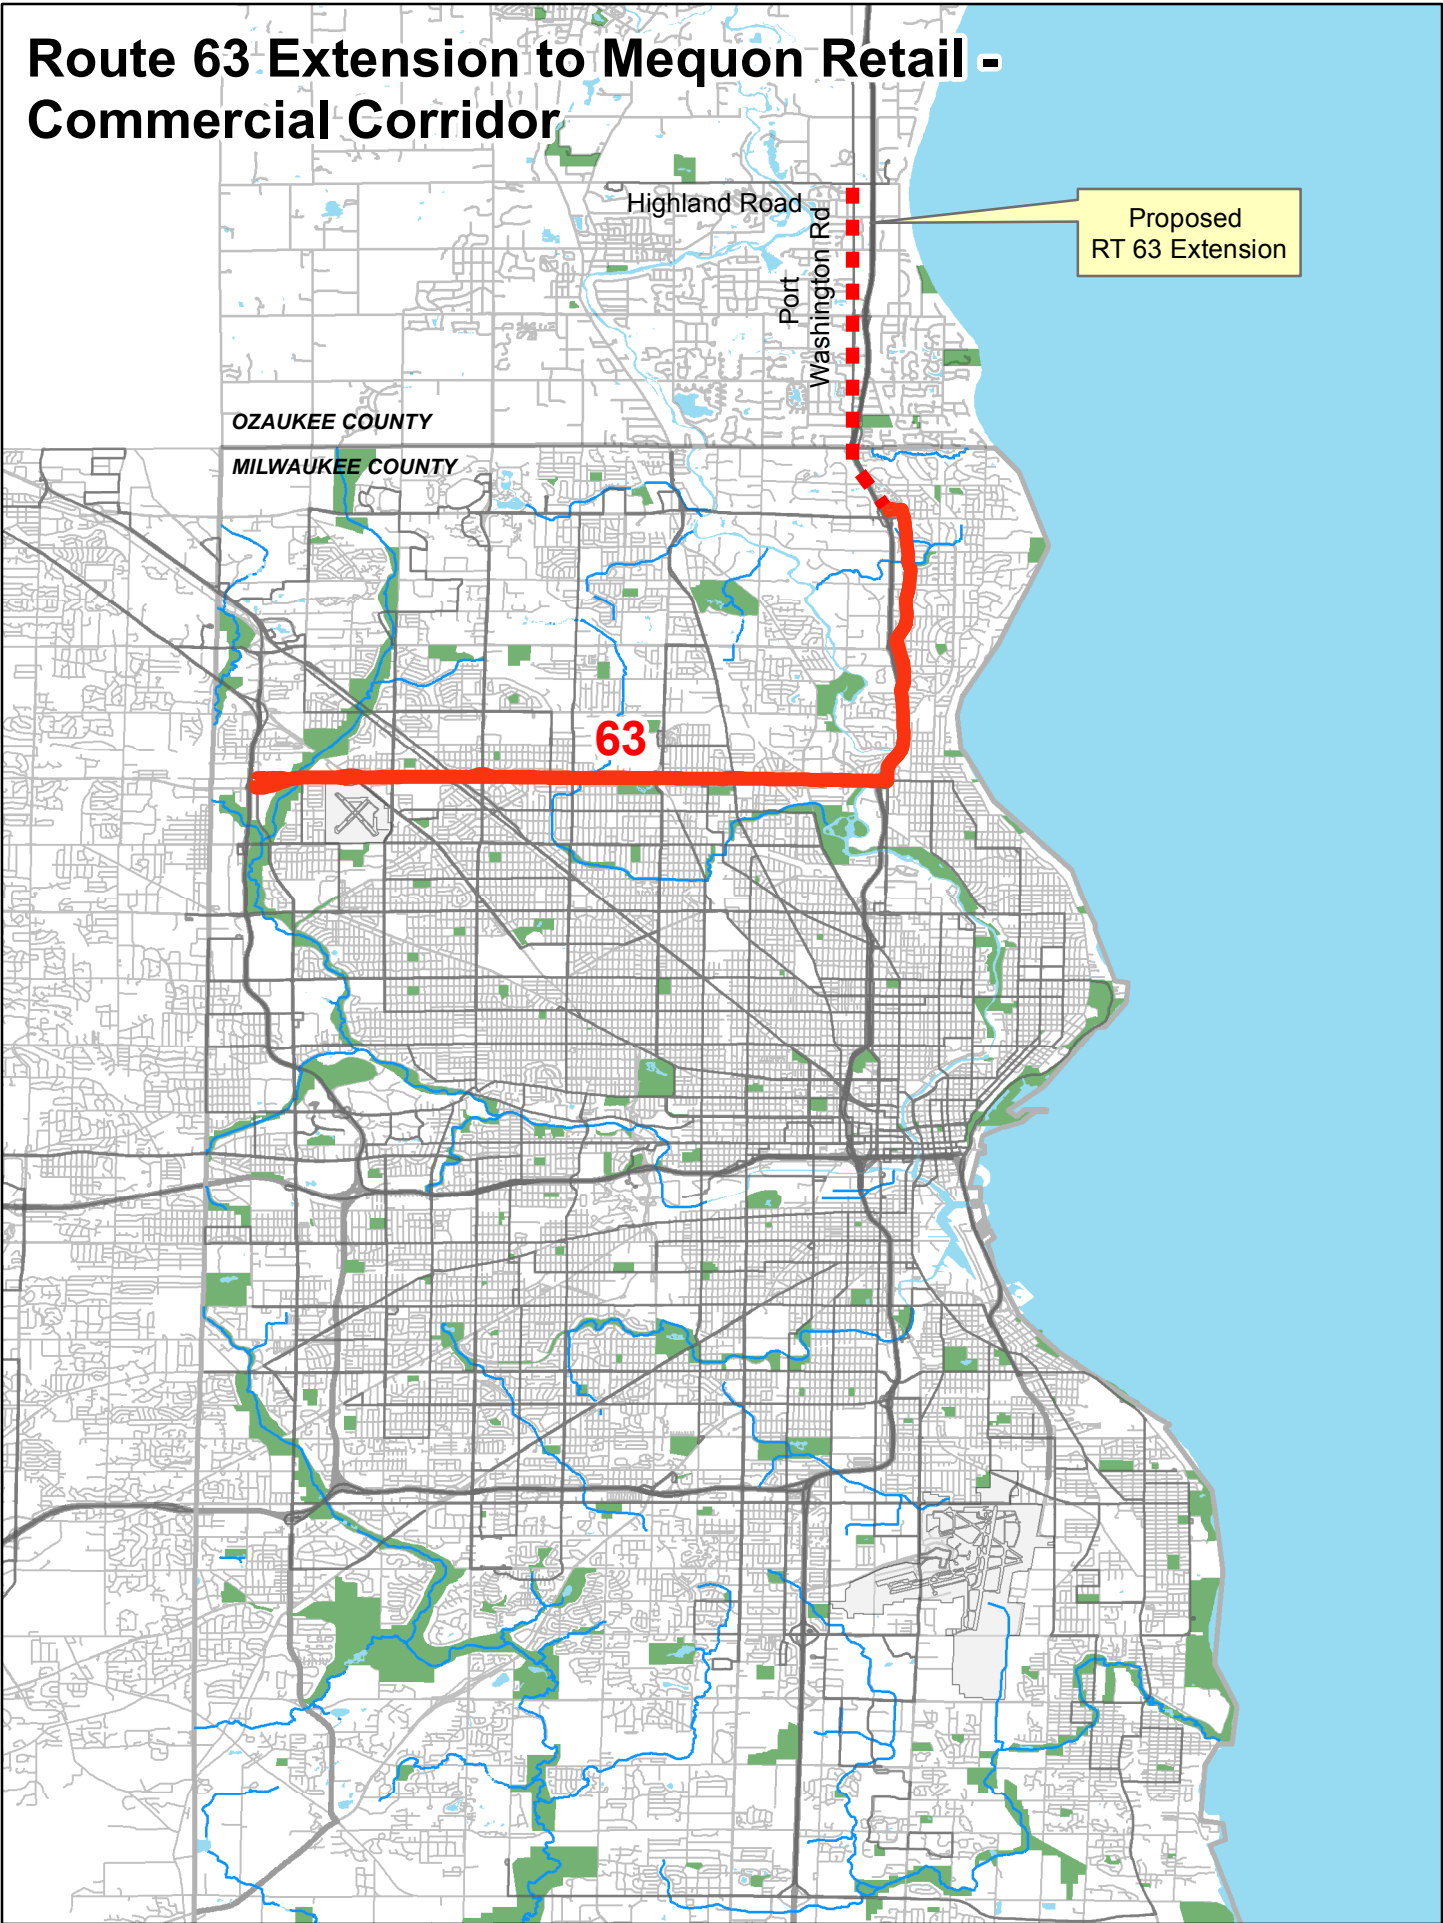 Route 63 Extension to Mequon Retail -
Commercial Corridor
Highland Road
Port
Washington Rd
Proposed
RT 63 Extension
OZAUKEE COUNTY
MILWAUKEE COUNTY
63